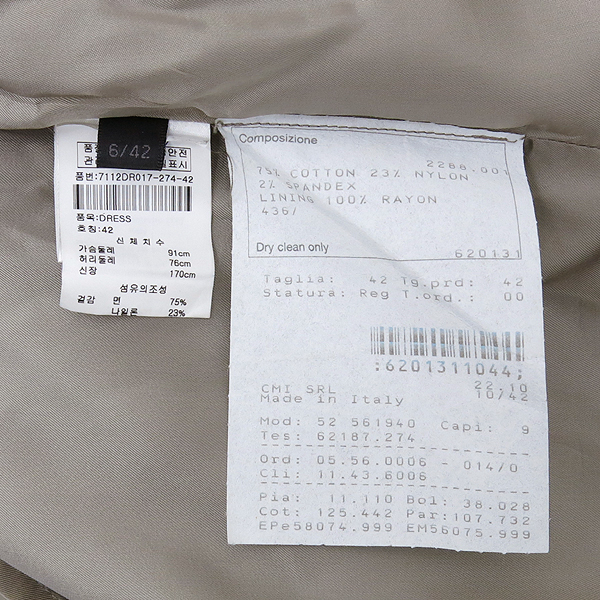 6/42
안전
표시
품번:7112DR017-274-42
품목:DRESS
호칭:42
신체치수
가슴둘레 91cm
허리둘레 76cm
신장 170cm
섬유의조성
겉감 면 75%
나일론 23%
Composizione
2266.001
75% COTTON 23% NYLON
2% SPANDEX
LINING 100% RAYON
4367
Dry clean only
620131
Taglia: 42 Tg.prd: 42
Statura: Reg T.ord.: 00
:6201311044;
CMI SRL 22.10
Made in Italy 10/42
Mod: 52 561940 Capi: 9
Tes: 62187.274
Ord: 05.56.0006 - 014/0
Cli: 11.43.6006
Pia: 11.110 Bol: 38.028
Cot: 125.442 Par:107.732
EPe58074.999 EM56075.999